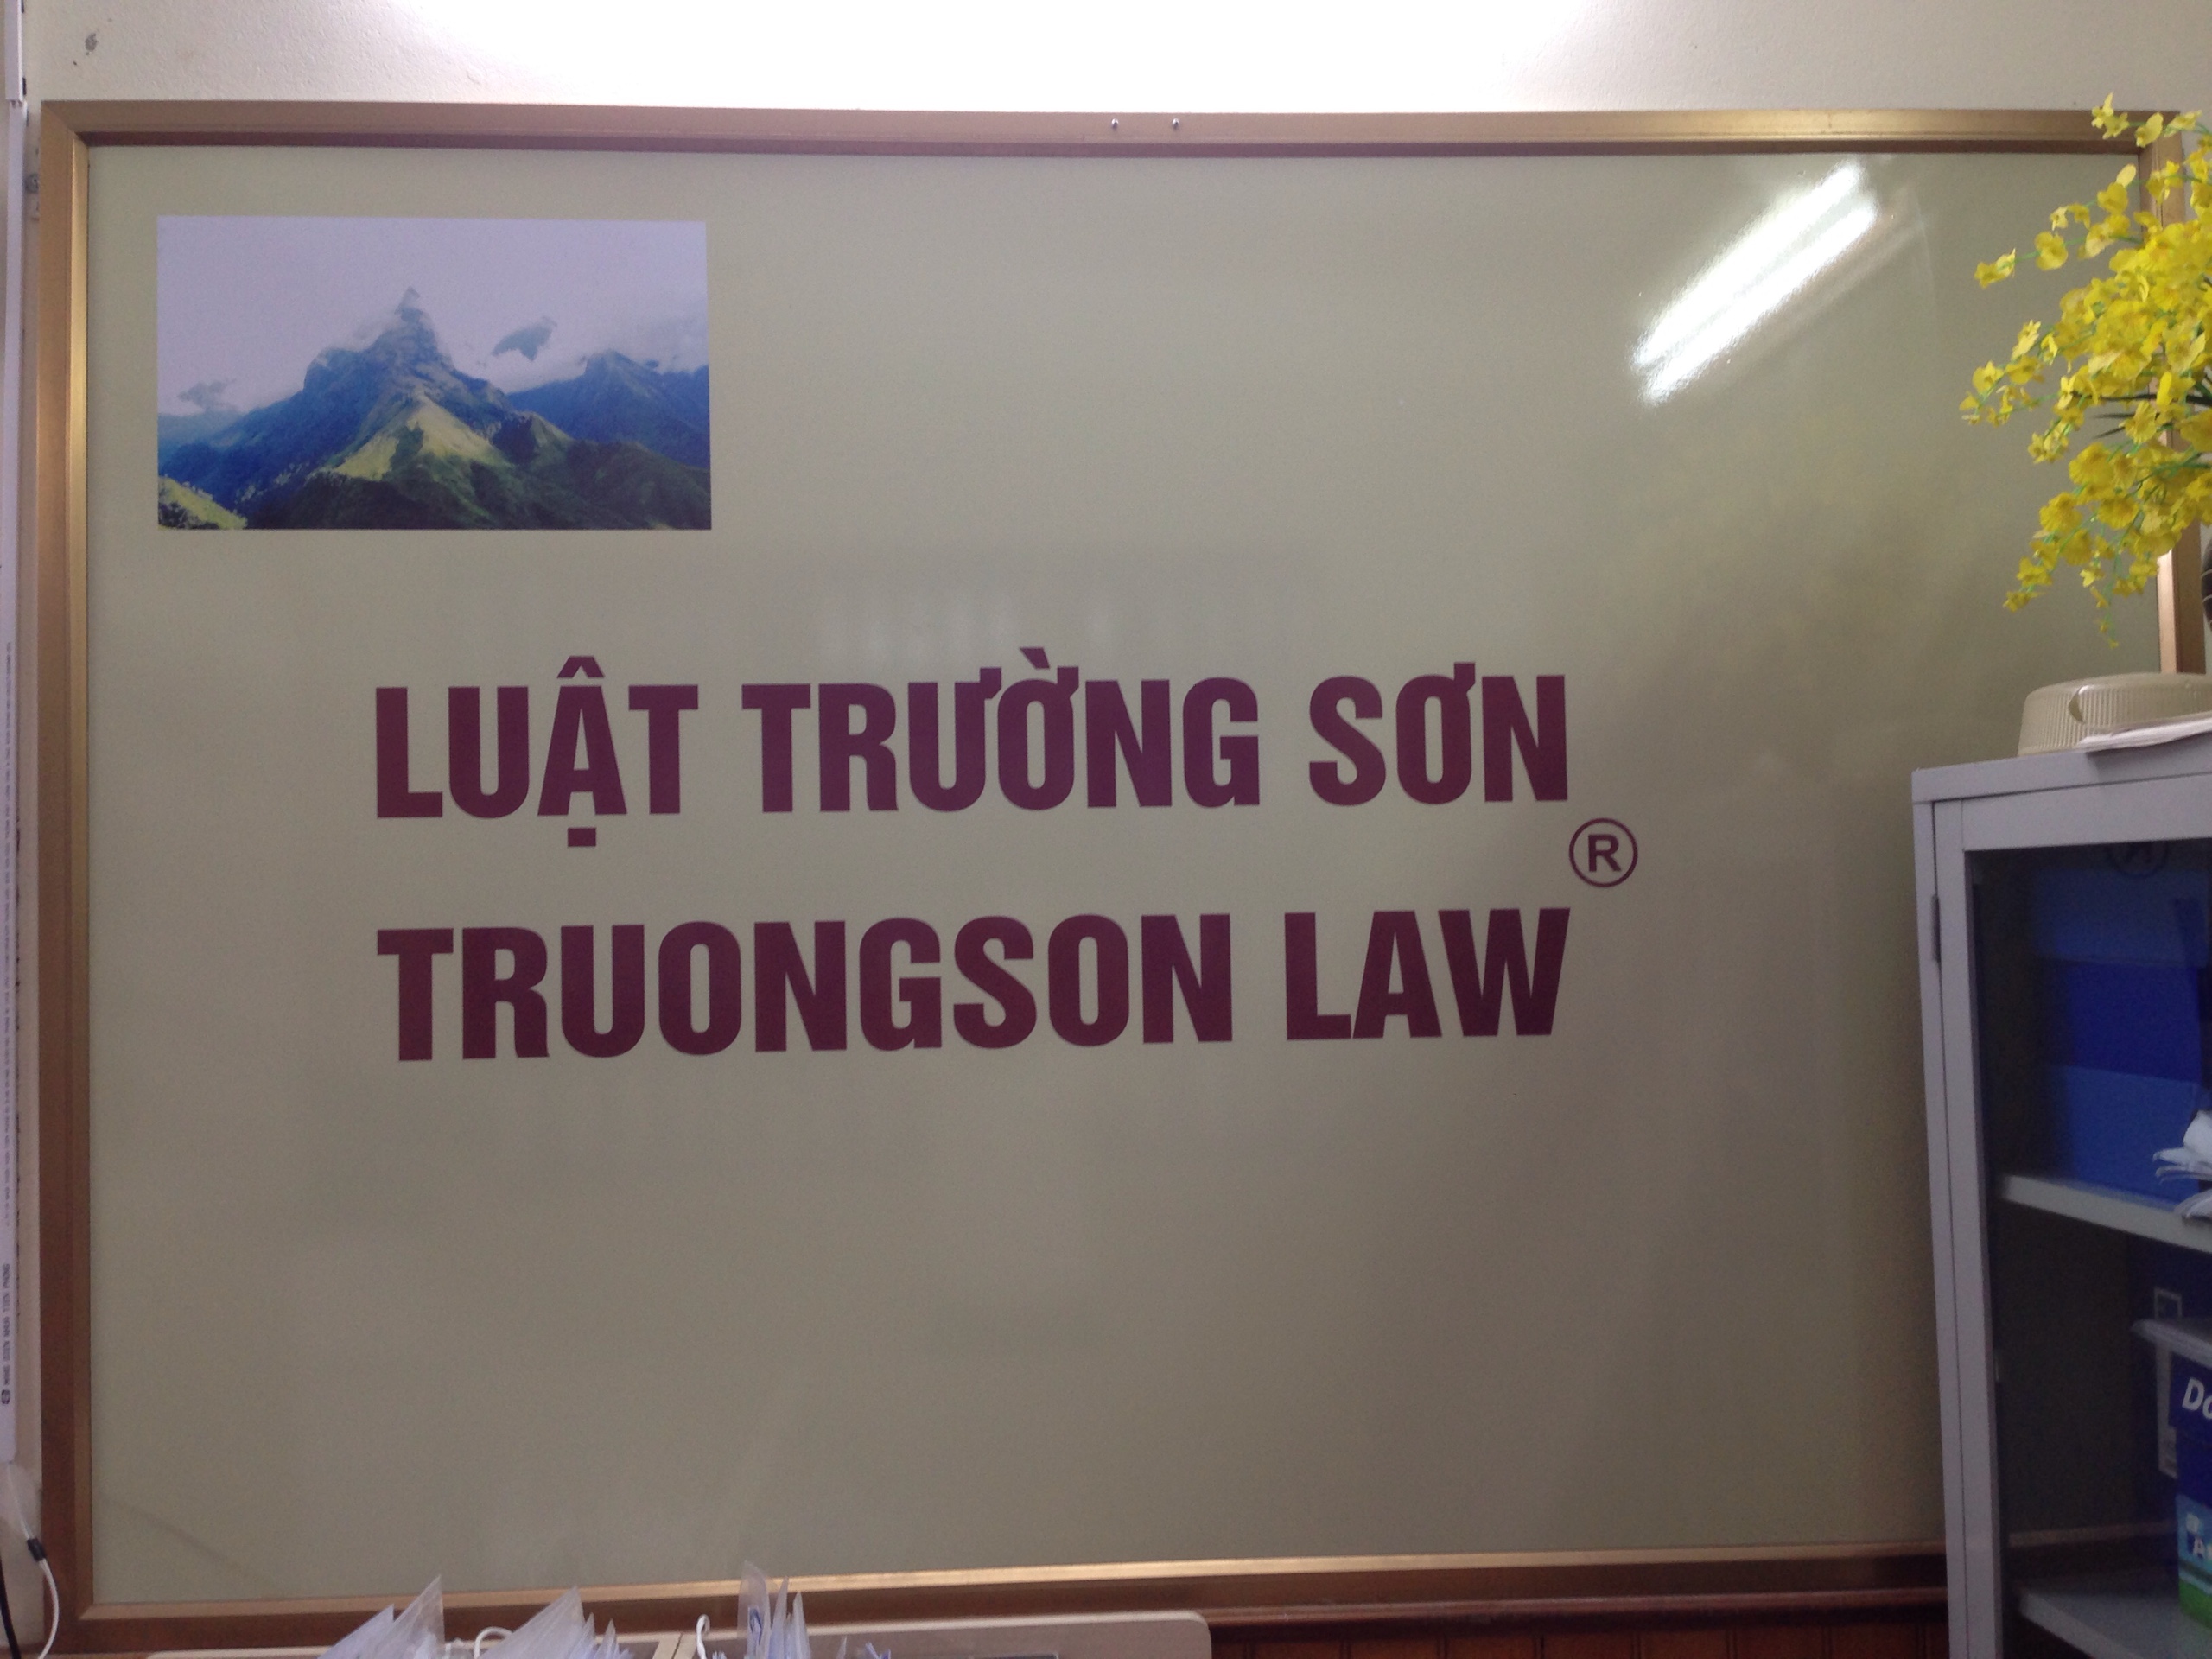 LUẬT TRƯỜNG SƠN
®
TRUONGSON LAW